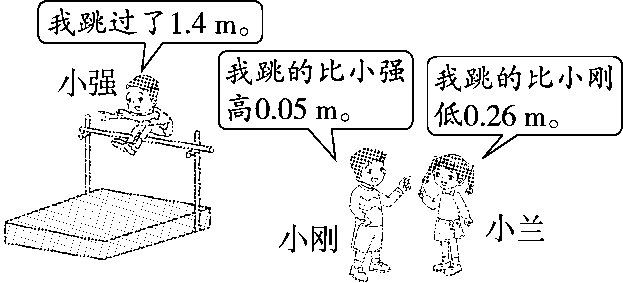 我跳过了1.4 m。
小强
我跳的比小强
高0.05 m。
我跳的比小刚
低0.26 m。
小刚
小兰